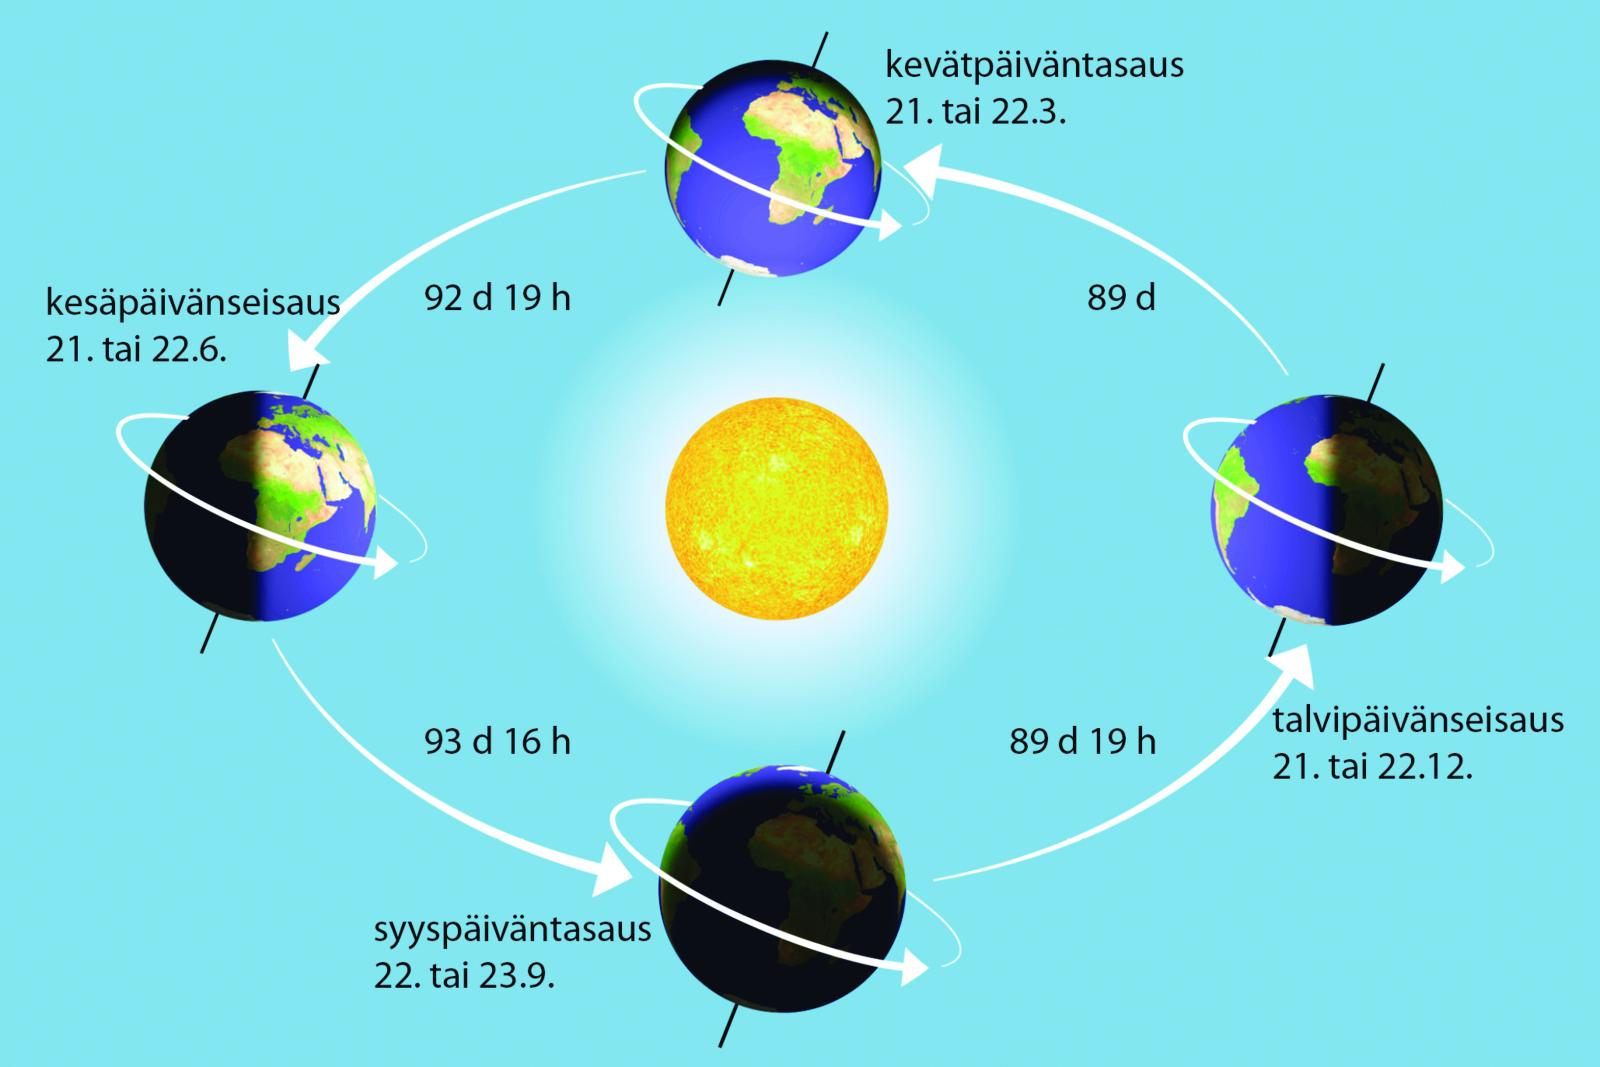 kevätpäiväntasaus
21. tai 22.3.
92 d 19 h
89 d
kesäpäivänseisaus
21. tai 22.6.
93 d 16 h
89 d 19 h
talvipäivänseisaus
21. tai 22.12.
syyspäiväntasaus
22. tai 23.9.